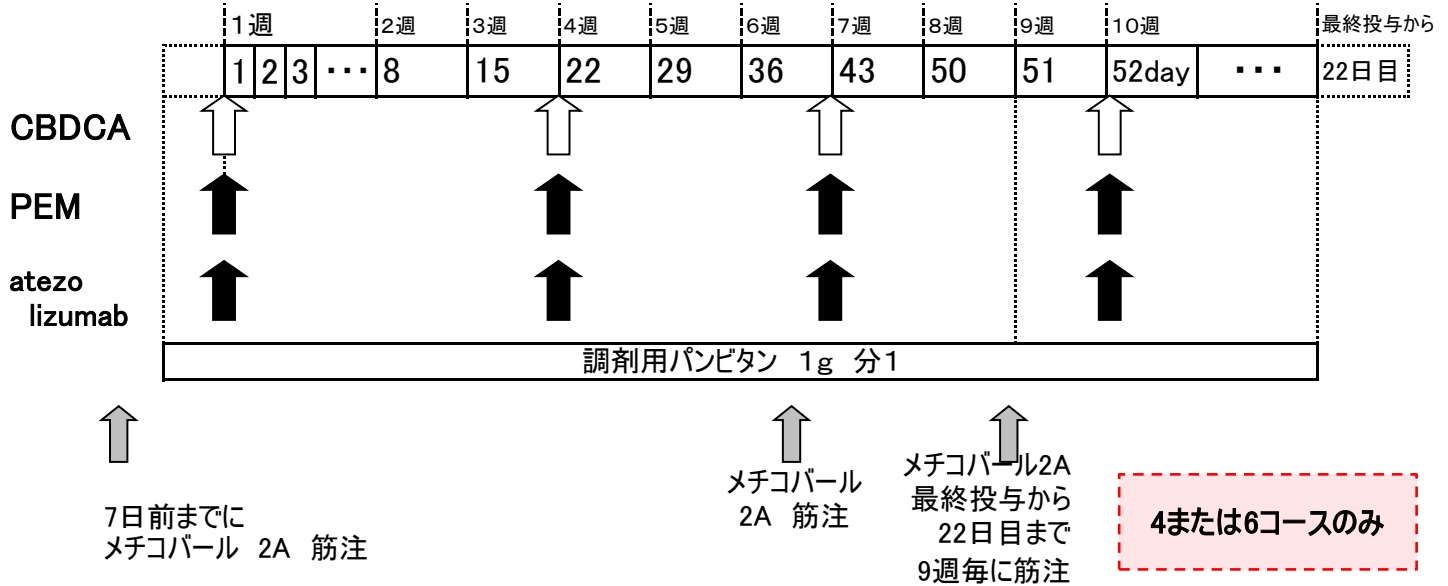 1週 2週 3週 4週 5週 6週 7週 8週 9週 10週 最終投与から
1 2 3 ・・・ 8 15 22 29 36 43 50 51 52day ・・・ 22日目
CBDCA
PEM
atezo
lizumab
調剤用パンビタン 1g 分1
7日前までに
メチコバール 2A 筋注
メチコバール
2A 筋注
メチコバール2A
最終投与から
22日目まで
9週毎に筋注
4または6コースのみ